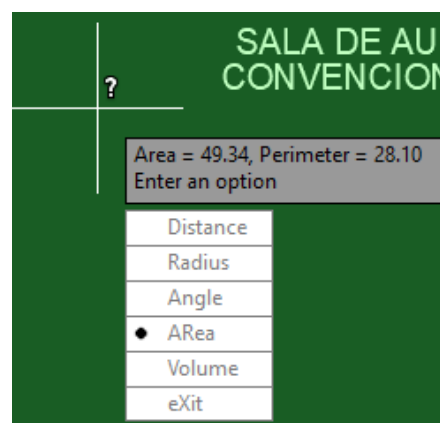 SALA DE AU
CONVENCION
?
Area = 49.34, Perimeter = 28.10
Enter an option
Distance
Radius
Angle
ARea
Volume
eXit